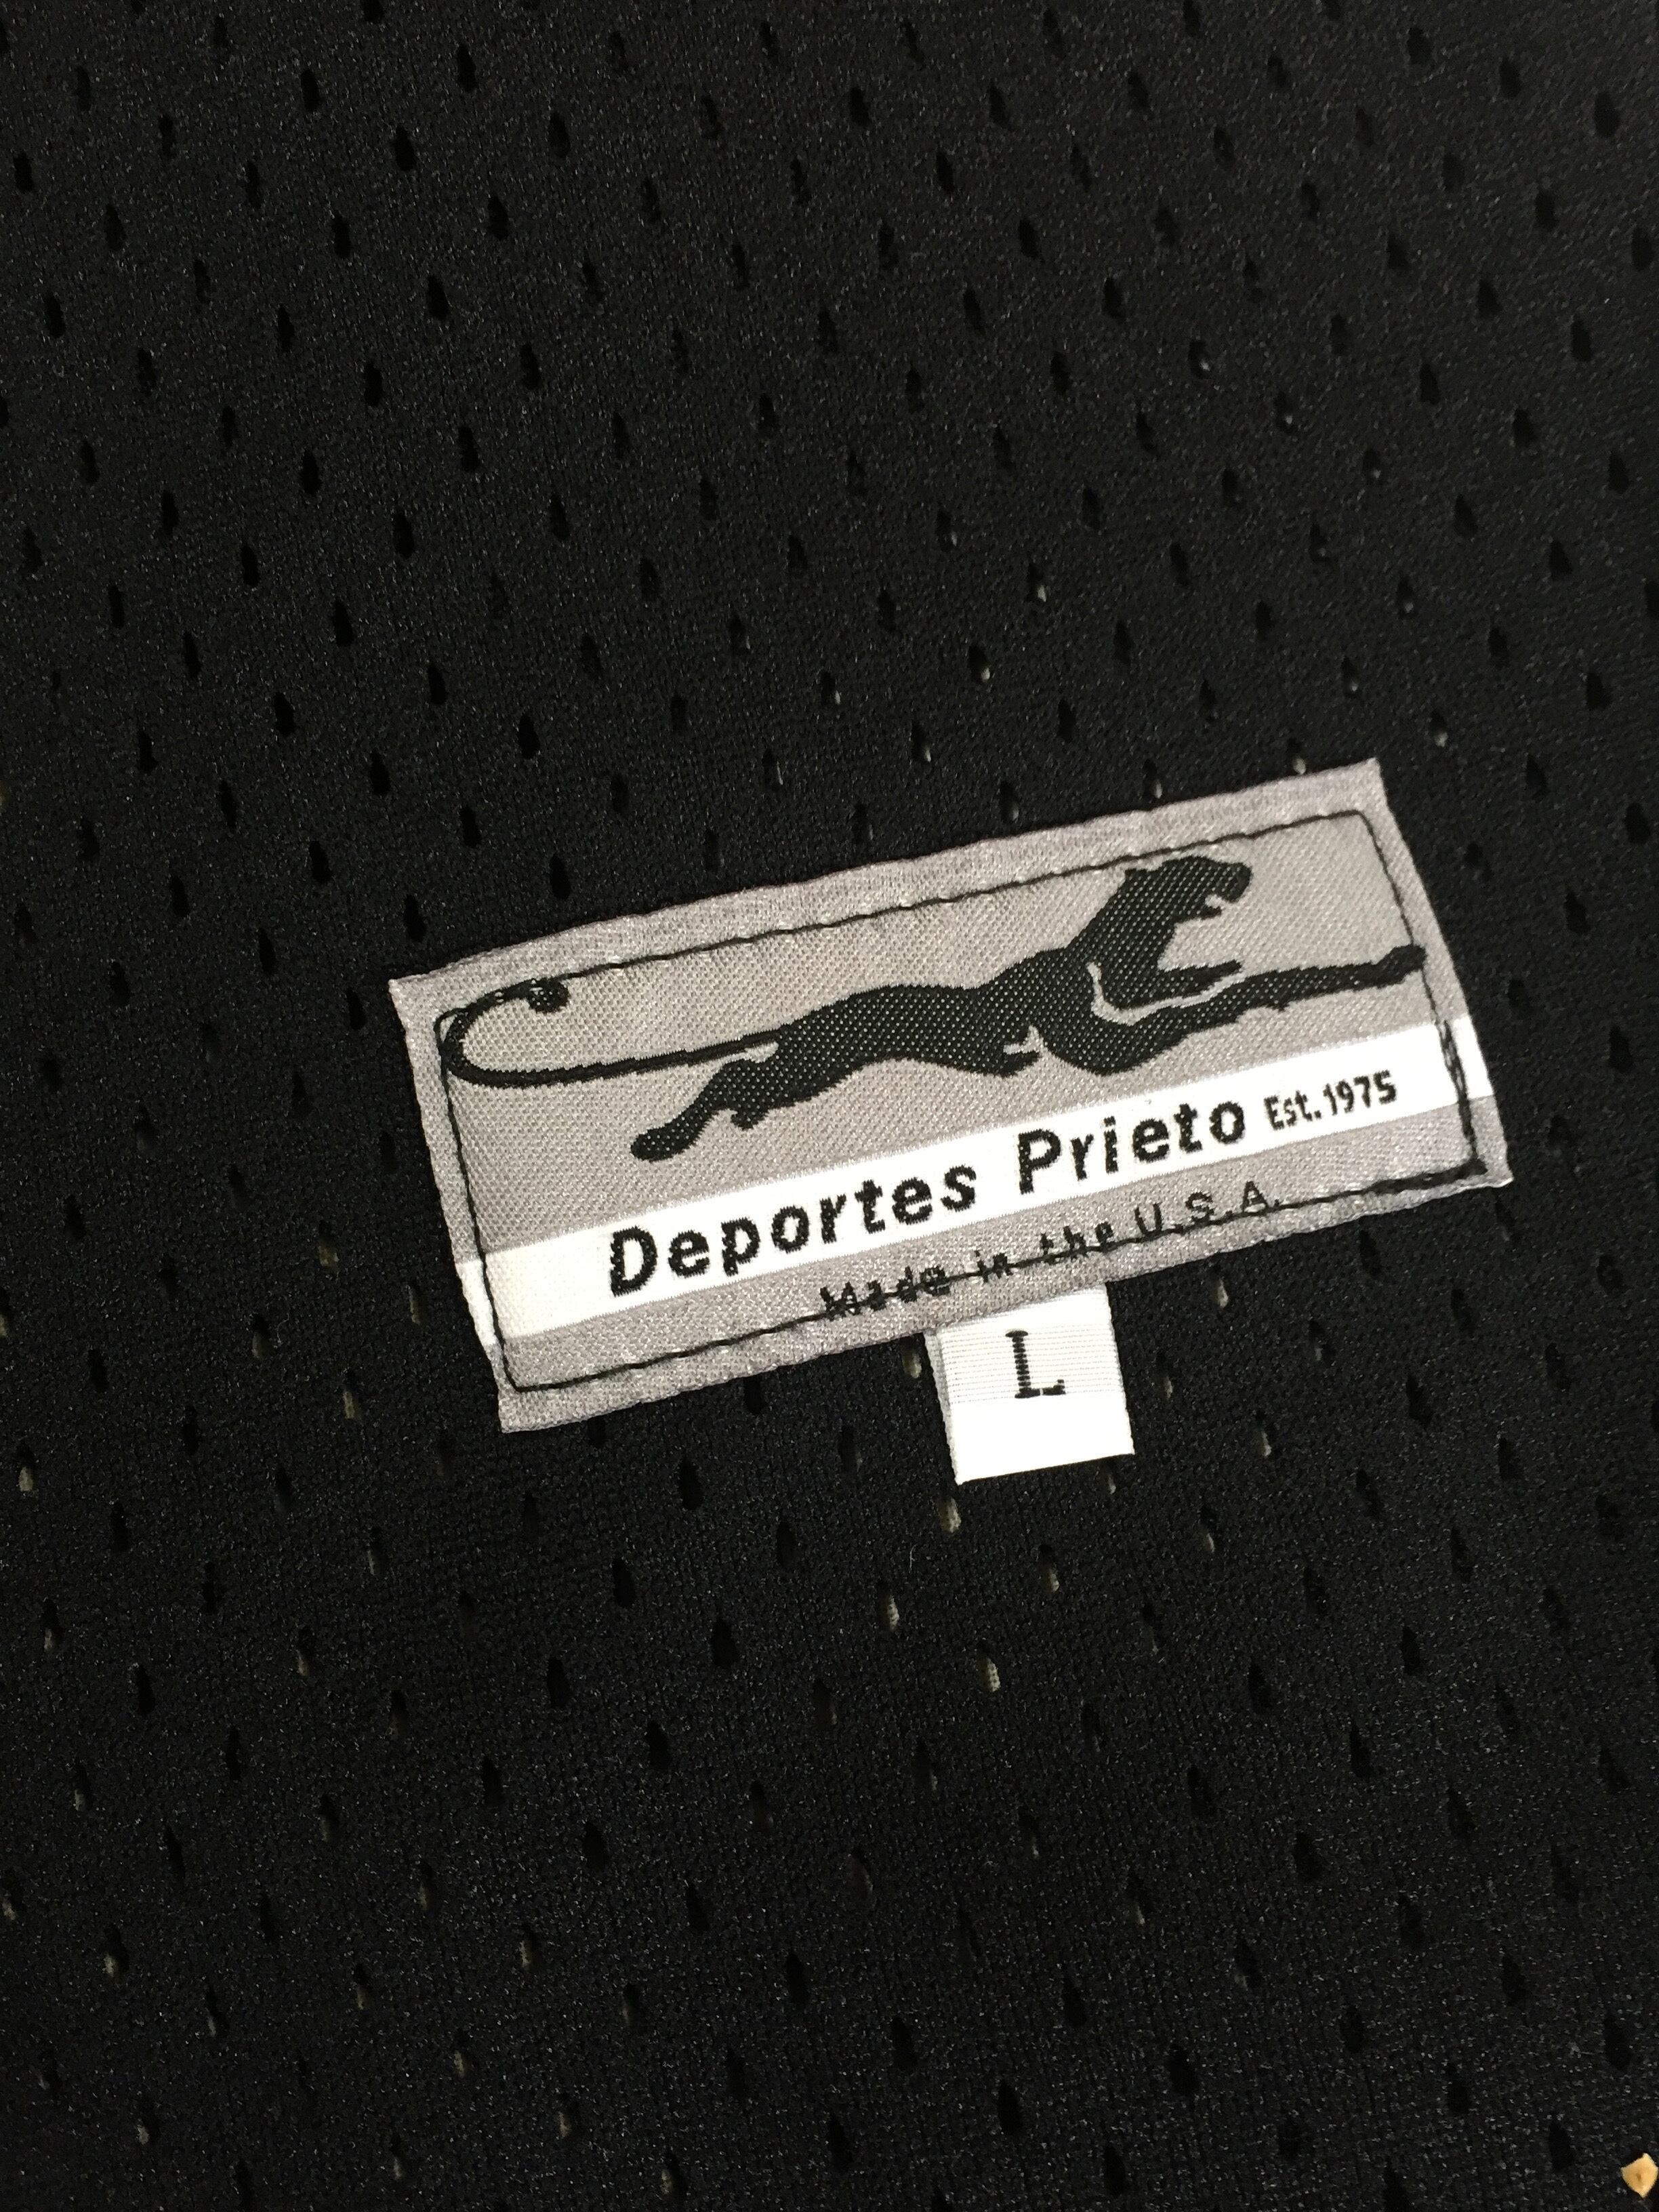 Deportes Prieto Est. 1975
Made in the U.S.A.
L